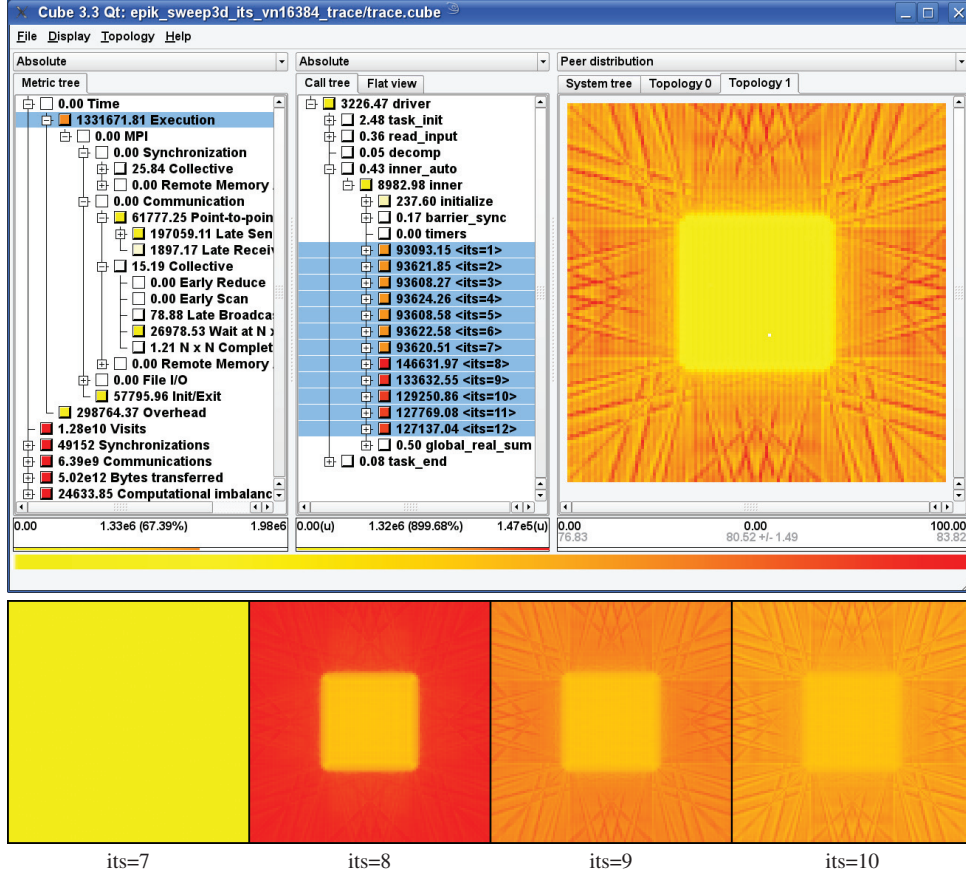 Cube 3.3 Qt: epik_sweep3d_its_vn16384_trace/trace.cube
File Display Topology Help
Absolute
Metric tree
0.00 Time
1331671.81 Execution
0.00 MPI
0.00 Synchronization
25.84 Collective
0.00 Remote Memory
0.00 Communication
61777.25 Point-to-poin
197059.11 Late Sen
1897.17 Late Recei
15.19 Collective
0.00 Early Reduce
0.00 Early Scan
78.88 Late Broadca
26978.53 Wait at N x
1.21 N x N Complet
0.00 Remote Memory
0.00 File I/O
57795.96 Init/Exit
298764.37 Overhead
1.28e10 Visits
49152 Synchronizations
6.39e9 Communications
5.02e12 Bytes transferred
24633.85 Computational imbalanc
0.00 1.33e6 (67.39%) 1.98e6
Absolute
Call tree Flat view
3226.47 driver
2.48 task_init
0.36 read_input
0.05 decomp
0.43 inner_auto
8982.98 inner
237.60 initialize
0.17 barrier_sync
0.00 timers
93093.15 <its=1>
93621.85 <its=2>
93608.27 <its=3>
93624.26 <its=4>
93608.58 <its=5>
93622.58 <its=6>
93620.51 <its=7>
146631.97 <its=8>
133632.55 <its=9>
129250.86 <its=10>
127769.08 <its=11>
127137.04 <its=12>
0.50 global_real_sum
0.08 task_end
0.00(u) 1.32e6 (899.68%) 1.47e5(u)
Peer distribution
System tree Topology 0 Topology 1
0.00 0.00 100.00
76.83 80.52 +/- 1.49 83.82
its=7 its=8 its=9 its=10